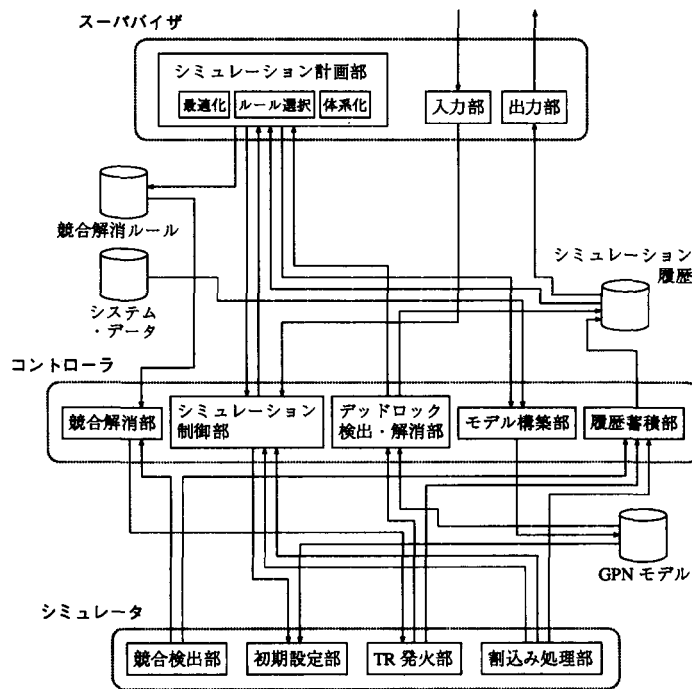 スーパバイザ
シミュレーション計画部
最適化 ルール選択 体系化
入力部 出力部
競合解消ルール
シミュレーション
履歴
システム
・データ
コントローラ
競合解消部
シミュレーション
制御部
デッドロック
検出・解消部
モデル構築部
履歴蓄積部
GPN モデル
シミュレータ
競合検出部
初期設定部
TR 発火部
割込み処理部